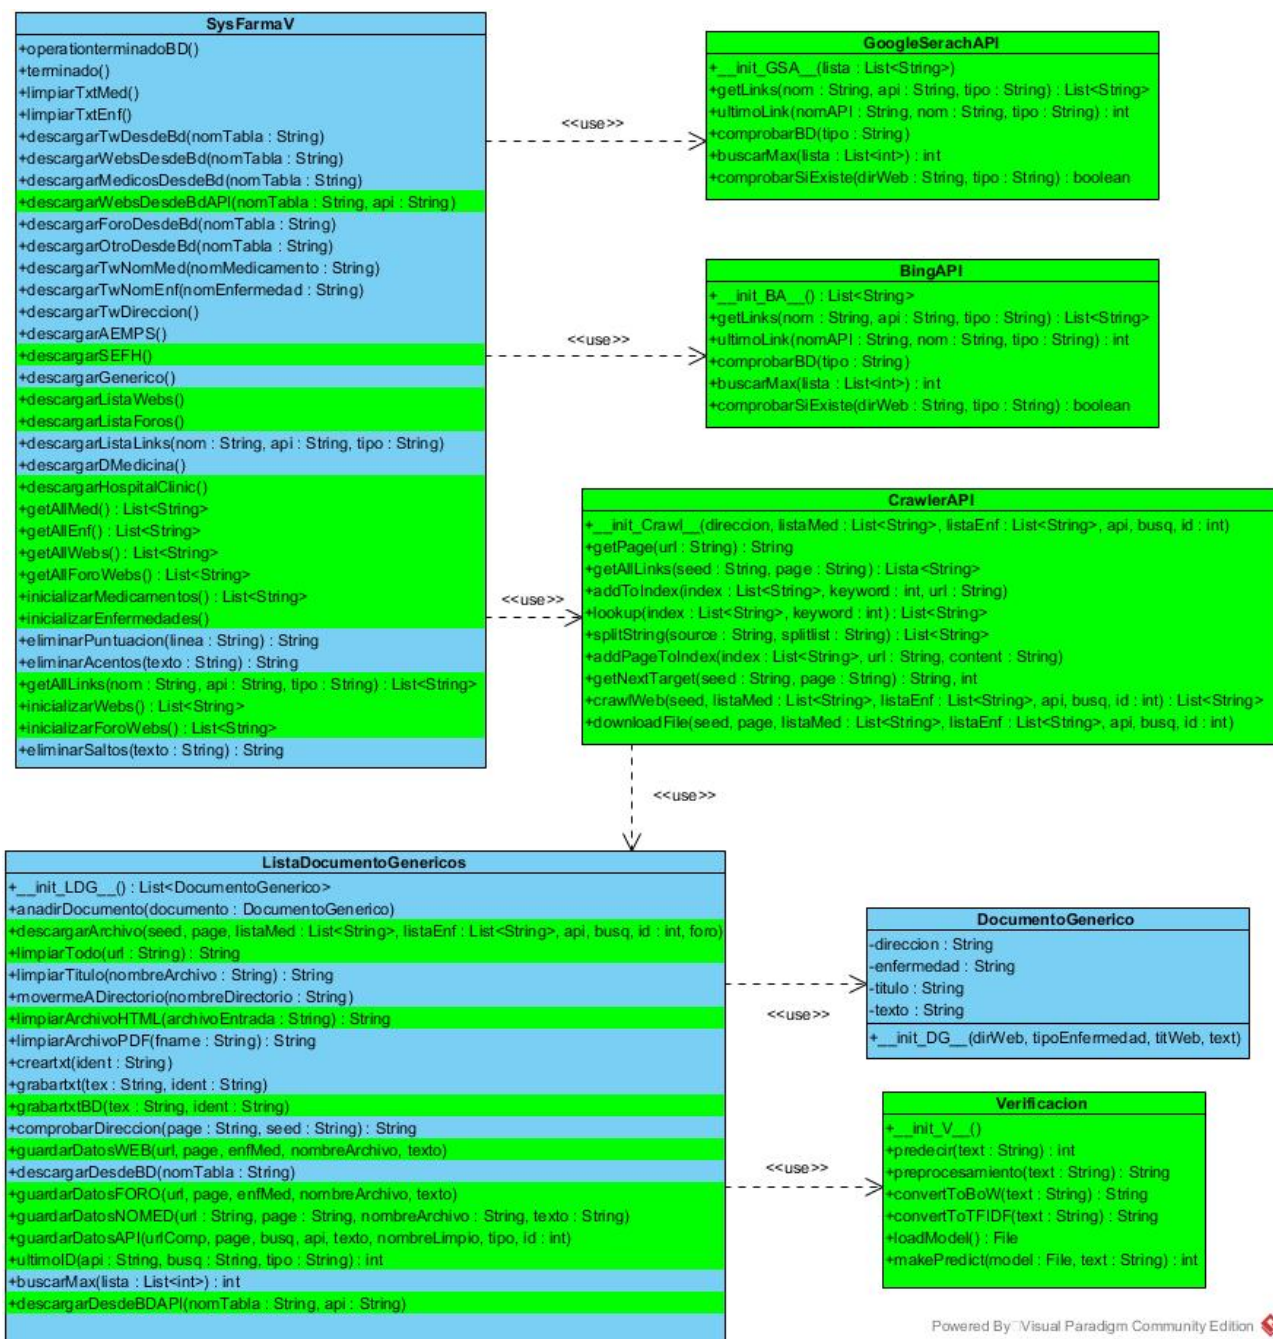 SysFarmaV
+operationterminadoBD()
+terminado()
+limpiarTxtMed()
+limpiarTxtEnf()
+descargarTwDesdeBd(nomTabla : String)
+descargarWebsDesdeBd(nomTabla : String)
+descargarMedicosDesdeBd(nomTabla : String)
+descargarWebsDesdeBdAPI(nomTabla : String, api : String)
+descargarForoDesdeBd(nomTabla : String)
+descargarOtroDesdeBd(nomTabla : String)
+descargarTwNomMed(nomMedicamento : String)
+descargarTwNomEnf(nomEnfermedad : String)
+descargarTwDireccion()
+descargarAEMPS()
+descargarSEFH()
+descargarGenerico()
+descargarListaWebs()
+descargarListaForos()
+descargarListaLinks(nom : String, api : String, tipo : String)
+descargarDMedicina()
+descargarHospitalClinic()
+getAllMed() : List<String>
+getAllEnf() : List<String>
+getAllWebs() : List<String>
+getAllForoWebs() : List<String>
+inicializarMedicamentos() : List<String>
+inicializarEnfermedades()
+eliminarPuntuacion(linea : String) : String
+eliminarAcentos(texto : String) : String
+getAllLinks(nom : String, api : String, tipo : String) : List<String>
+inicializarWebs() : List<String>
+inicializarForoWebs() : List<String>
+eliminarSaltos(texto : String) : String
<<use>>
GoogleSerachAPI
+__init_GSA__(lista : List<String>)
+getLinks(nom : String, api : String, tipo : String) : List<String>
+ultimoLink(nomAPI : String, nom : String, tipo : String) : int
+comprobarBD(tipo : String)
+buscarMax(lista : List<int>) : int
+comprobarSiExiste(dirWeb : String, tipo : String) : boolean
<<use>>
BingAPI
+__init_BA__() : List<String>
+getLinks(nom : String, api : String, tipo : String) : List<String>
+ultimoLink(nomAPI : String, nom : String, tipo : String) : int
+comprobarBD(tipo : String)
+buscarMax(lista : List<int>) : int
+comprobarSiExiste(dirWeb : String, tipo : String) : boolean
<<use>>
CrawlerAPI
+__init_Crawl__(direccion, listaMed : List<String>, listaEnf : List<String>, api, busq, id : int)
+getPage(url : String) : String
+getAllLinks(seed : String, page : String) : Lista<String>
+addToIndex(index : List<String>, keyword : int, url : String)
+lookup(index : List<String>, keyword : int) : List<String>
+splitString(source : String, splitlist : String) : List<String>
+addPageToIndex(index : List<String>, url : String, content : String)
+getNextTarget(seed : String, page : String) : String, int
+crawlWeb(seed, listaMed : List<String>, listaEnf : List<String>, api, busq, id : int) : List<String>
+downloadFile(seed, page, listaMed : List<String>, listaEnf : List<String>, api, busq, id : int)
<<use>>
ListaDocumentoGenericos
+__init_LDG__() : List<DocumentoGenerico>
+anadirDocumento(documento : DocumentoGenerico)
+descargarArchivo(seed, page, listaMed : List<String>, listaEnf : List<String>, api, busq, id : int, foro)
+limpiarTodo(url : String) : String
+limpiarTitulo(nombreArchivo : String) : String
+movermeADirectorio(nombreDirectorio : String)
+limpiarArchivoHTML(archivoEntrada : String) : String
+limpiarArchivoPDF(fname : String) : String
+creartxt(ident : String)
+grabartxt(tex : String, ident : String)
+grabartxtBD(tex : String, ident : String)
+comprobarDireccion(page : String, seed : String) : String
+guardarDatosWEB(url, page, enfMed, nombreArchivo, texto)
+descargarDesdeBD(nomTabla : String)
+guardarDatosFORO(url, page, enfMed, nombreArchivo, texto)
+guardarDatosNOMED(url : String, page : String, nombreArchivo : String, texto : String)
+guardarDatosAPI(urlComp, page, busq, api, texto, nombreLimpio, tipo, id : int)
+ultimoID(api : String, busq : String, tipo : String) : int
+buscarMax(lista : List<int>) : int
+descargarDesdeBDAPI(nomTabla : String, api : String)
<<use>>
DocumentoGenerico
-direccion : String
-enfermedad : String
-titulo : String
-texto : String
+__init_DG__(dirWeb, tipoEnfermedad, titWeb, text)
<<use>>
Verificacion
+__init_V__()
+predecir(text : String) : int
+preprocesamiento(text : String) : String
+convertToBoW(text : String) : String
+convertToTFIDF(text : String) : String
+loadModel() : File
+makePredict(model : File, text : String) : int
Powered By Visual Paradigm Community Edition